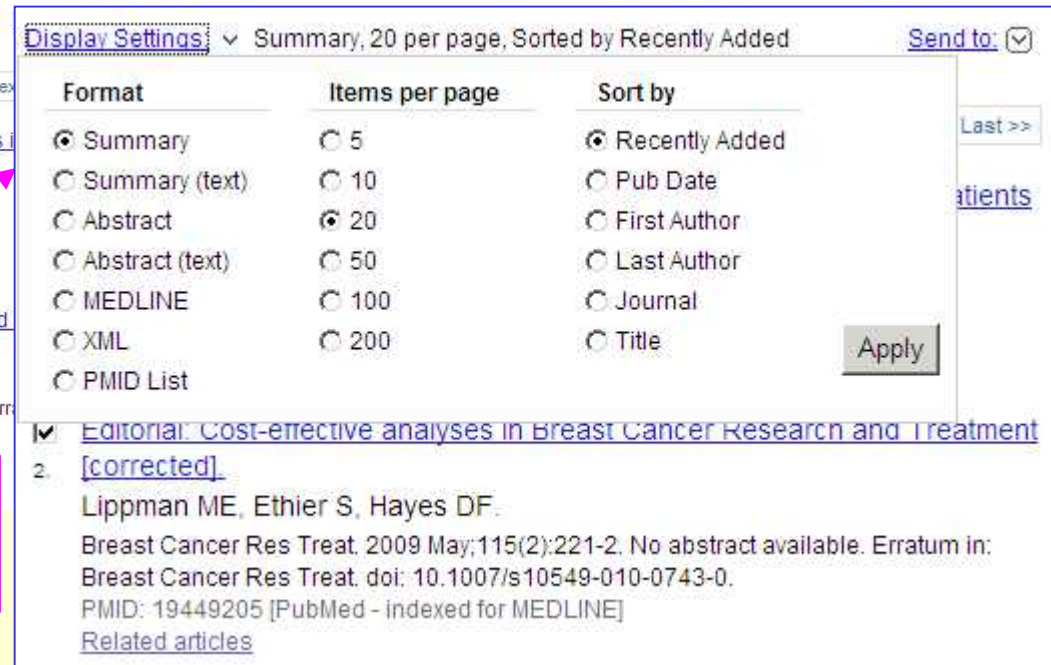 Display Settings: Summary, 20 per page, Sorted by Recently Added Send to:
Format Items per page Sort by
Last >>
Summary 5 Recently Added
Summary (text) 10 Pub Date
atients
Abstract 20 First Author
Abstract (text) 50 Last Author
MEDLINE 100 Journal
XML 200 Title
Apply
PMID List
Editorial: Cost-effective analyses in Breast Cancer Research and Treatment
2. [corrected].
Lippman ME, Ethier S, Hayes DF.
Breast Cancer Res Treat. 2009 May;115(2):221-2. No abstract available. Erratum in:
Breast Cancer Res Treat. doi: 10.1007/s10549-010-0743-0.
PMID: 19449205 [PubMed - indexed for MEDLINE]
Related articles